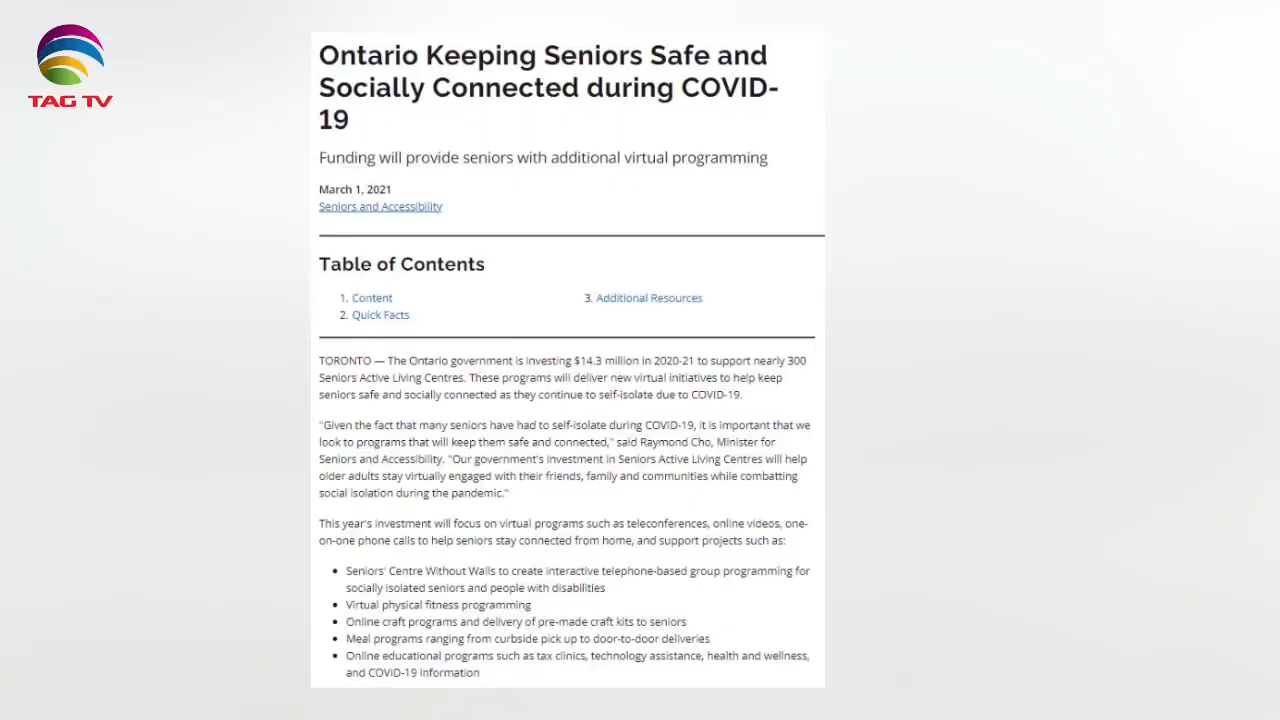 TAG TV
Ontario Keeping Seniors Safe and
Socially Connected during COVID-
19
Funding will provide seniors with additional virtual programming
March 1, 2021
Seniors and Accessibility
Table of Contents
1. Content
2. Quick Facts
3. Additional Resources
TORONTO — The Ontario government is investing $14.3 million in 2020-21 to support nearly 300
Seniors Active Living Centres. These programs will deliver new virtual initiatives to help keep
seniors safe and socially connected as they continue to self-isolate due to COVID-19.
"Given the fact that many seniors have had to self-isolate during COVID-19, it is important that we
look to programs that will keep them safe and connected," said Raymond Cho, Minister for
Seniors and Accessibility. "Our government's investment in Seniors Active Living Centres will help
older adults stay virtually engaged with their friends, family and communities while combatting
social isolation during the pandemic."
This year's investment will focus on virtual programs such as teleconferences, online videos, one-
on-one phone calls to help seniors stay connected from home, and support projects such as:
• Seniors' Centre Without Walls to create interactive telephone-based group programming for
socially isolated seniors and people with disabilities
• Virtual physical fitness programming
• Online craft programs and delivery of pre-made craft kits to seniors
• Meal programs ranging from curbside pick up to door-to-door deliveries
• Online educational programs such as tax clinics, technology assistance, health and wellness,
and COVID-19 information